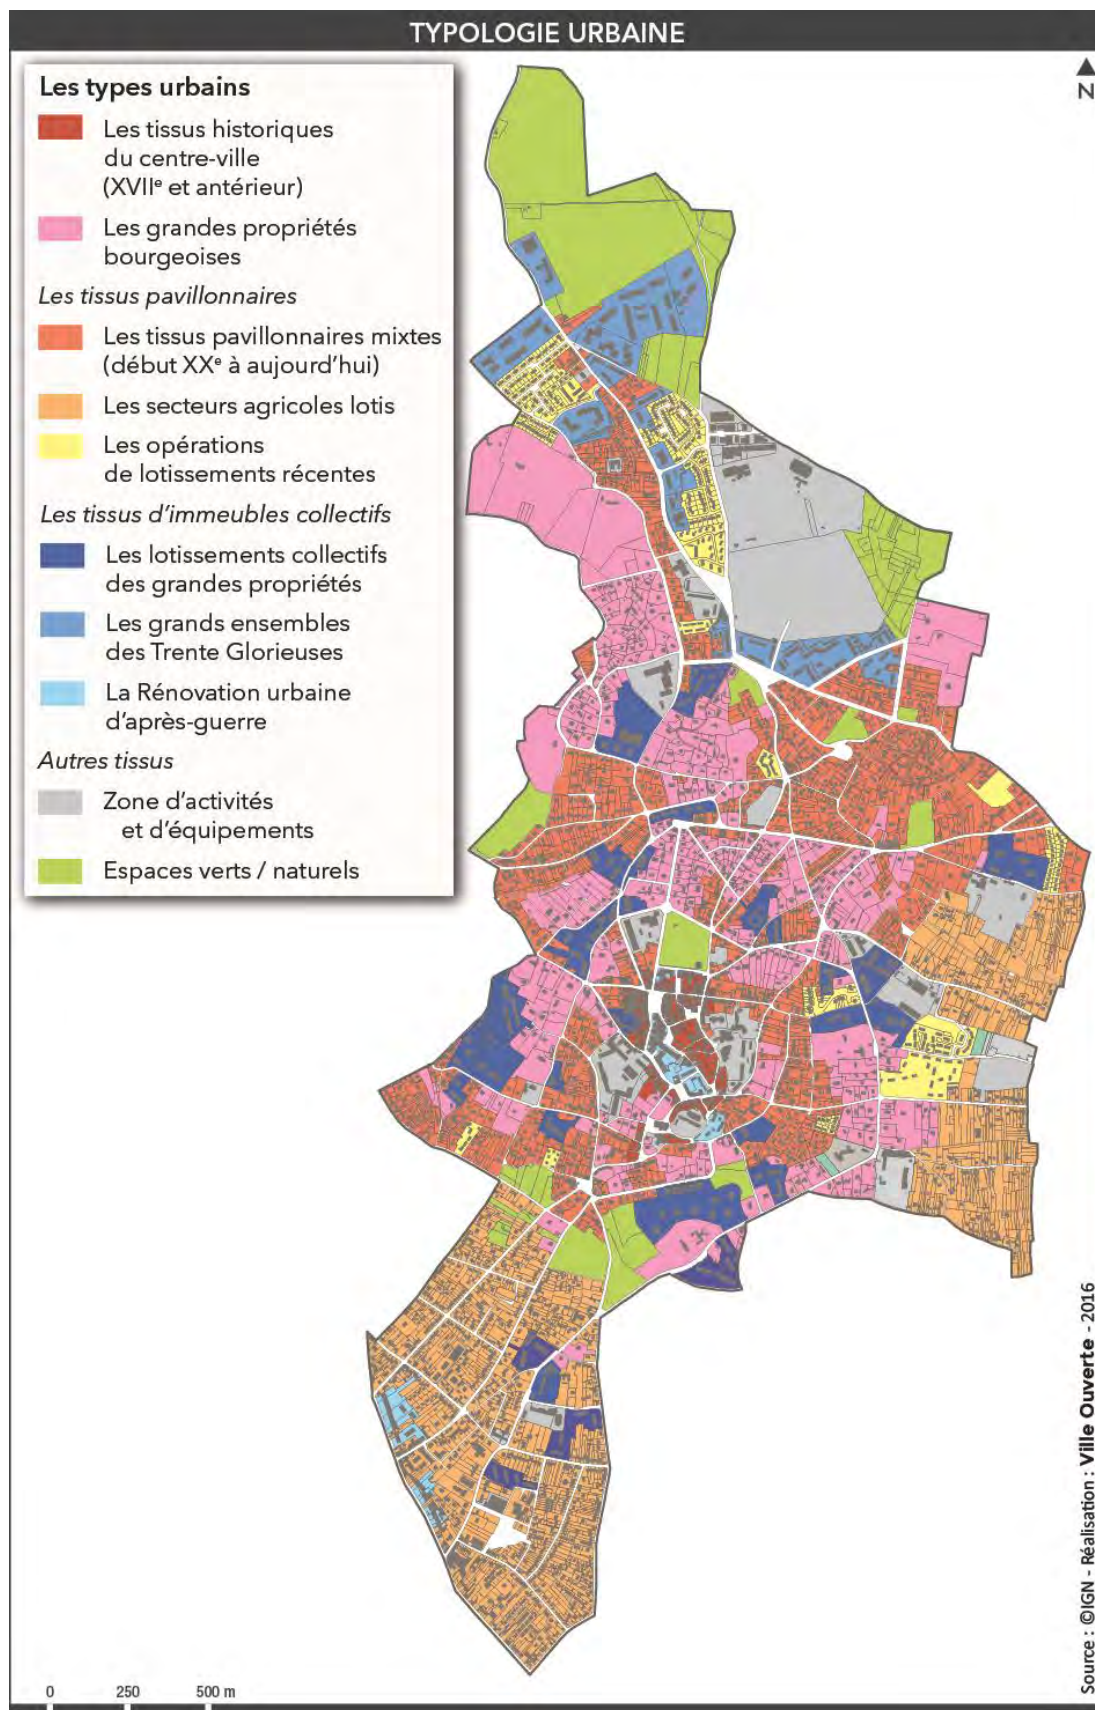 TYPOLOGIE URBAINE
N
Les types urbains
Les tissus historiques
du centre-ville
(XVIIᵉ et antérieur)
Les grandes propriétés
bourgeoises
Les tissus pavillonnaires
Les tissus pavillonnaires mixtes
(début XXᵉ à aujourd’hui)
Les secteurs agricoles lotis
Les opérations
de lotissements récentes
Les tissus d’immeubles collectifs
Les lotissements collectifs
des grandes propriétés
Les grands ensembles
des Trente Glorieuses
La Rénovation urbaine
d’après-guerre
Autres tissus
Zone d’activités
et d’équipements
Espaces verts / naturels
0 250 500 m
Source : ©IGN - Réalisation : Ville Ouverte - 2016